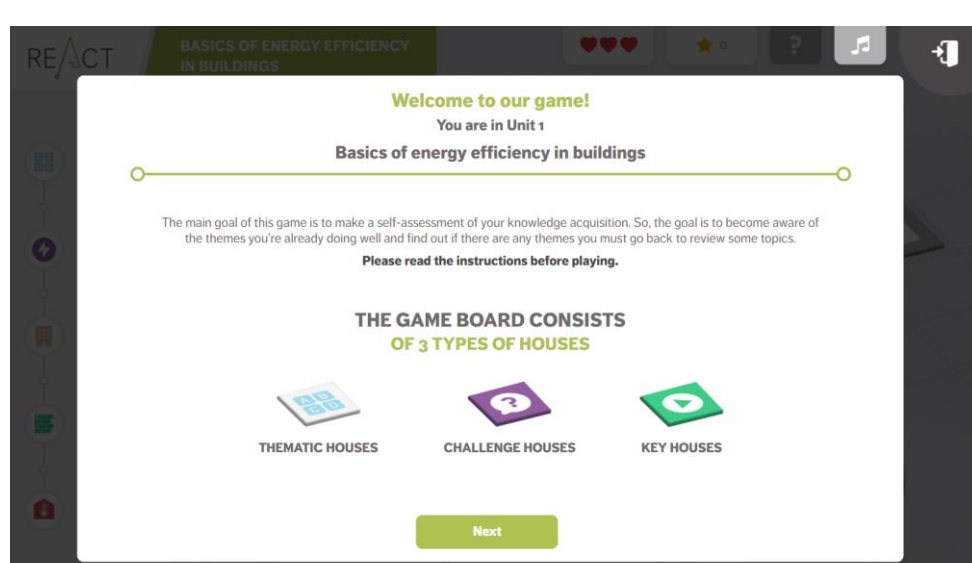 REACT
BASICS OF ENERGY EFFICIENCY
IN BUILDINGS
0
?
Welcome to our game!
You are in Unit 1
Basics of energy efficiency in buildings
The main goal of this game is to make a self-assessment of your knowledge acquisition. So, the goal is to become aware of
the themes you're already doing well and find out if there are any themes you must go back to review some topics.
Please read the instructions before playing.
THE GAME BOARD CONSISTS
OF 3 TYPES OF HOUSES
A B
C D
?
THEMATIC HOUSES
CHALLENGE HOUSES
KEY HOUSES
Next